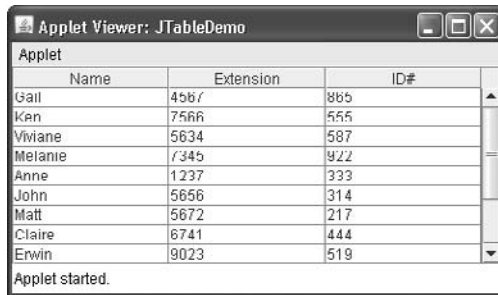 Applet Viewer: JTableDemo
Applet
Name Extension ID#
Gail 4567 865
Ken 7566 555
Viviane 5634 587
Melanie 7345 922
Anne 1237 333
John 5656 314
Matt 5672 217
Claire 6741 444
Erwin 9023 519
Applet started.